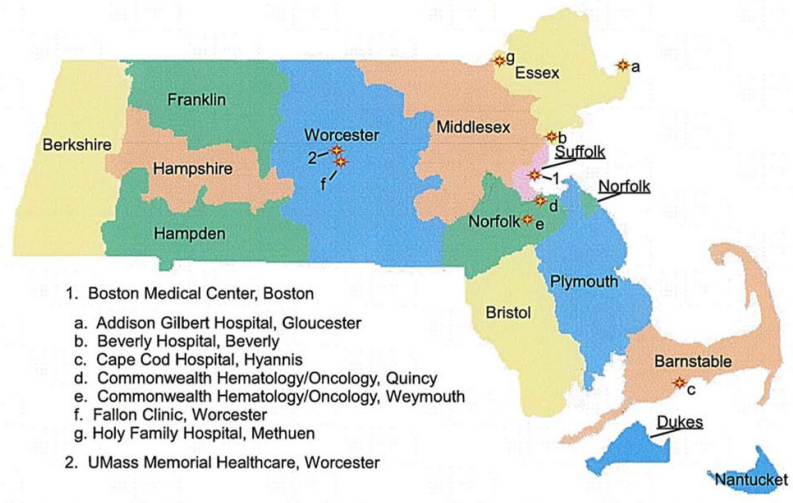 g
Essex
a
Franklin
Worcester
Middlesex
Berkshire
b
Suffolk
2
Hampshire
1
f
Norfolk
d
Norfolk
e
Hampden
Plymouth
1. Boston Medical Center, Boston
Bristol
a. Addison Gilbert Hospital, Gloucester
b. Beverly Hospital, Beverly
c. Cape Cod Hospital, Hyannis
Barnstable
d. Commonwealth Hematology/Oncology, Quincy
c
e. Commonwealth Hematology/Oncology, Weymouth
f. Fallon Clinic, Worcester
Dukes
g. Holy Family Hospital, Methuen
2. UMass Memorial Healthcare, Worcester
Nantucket